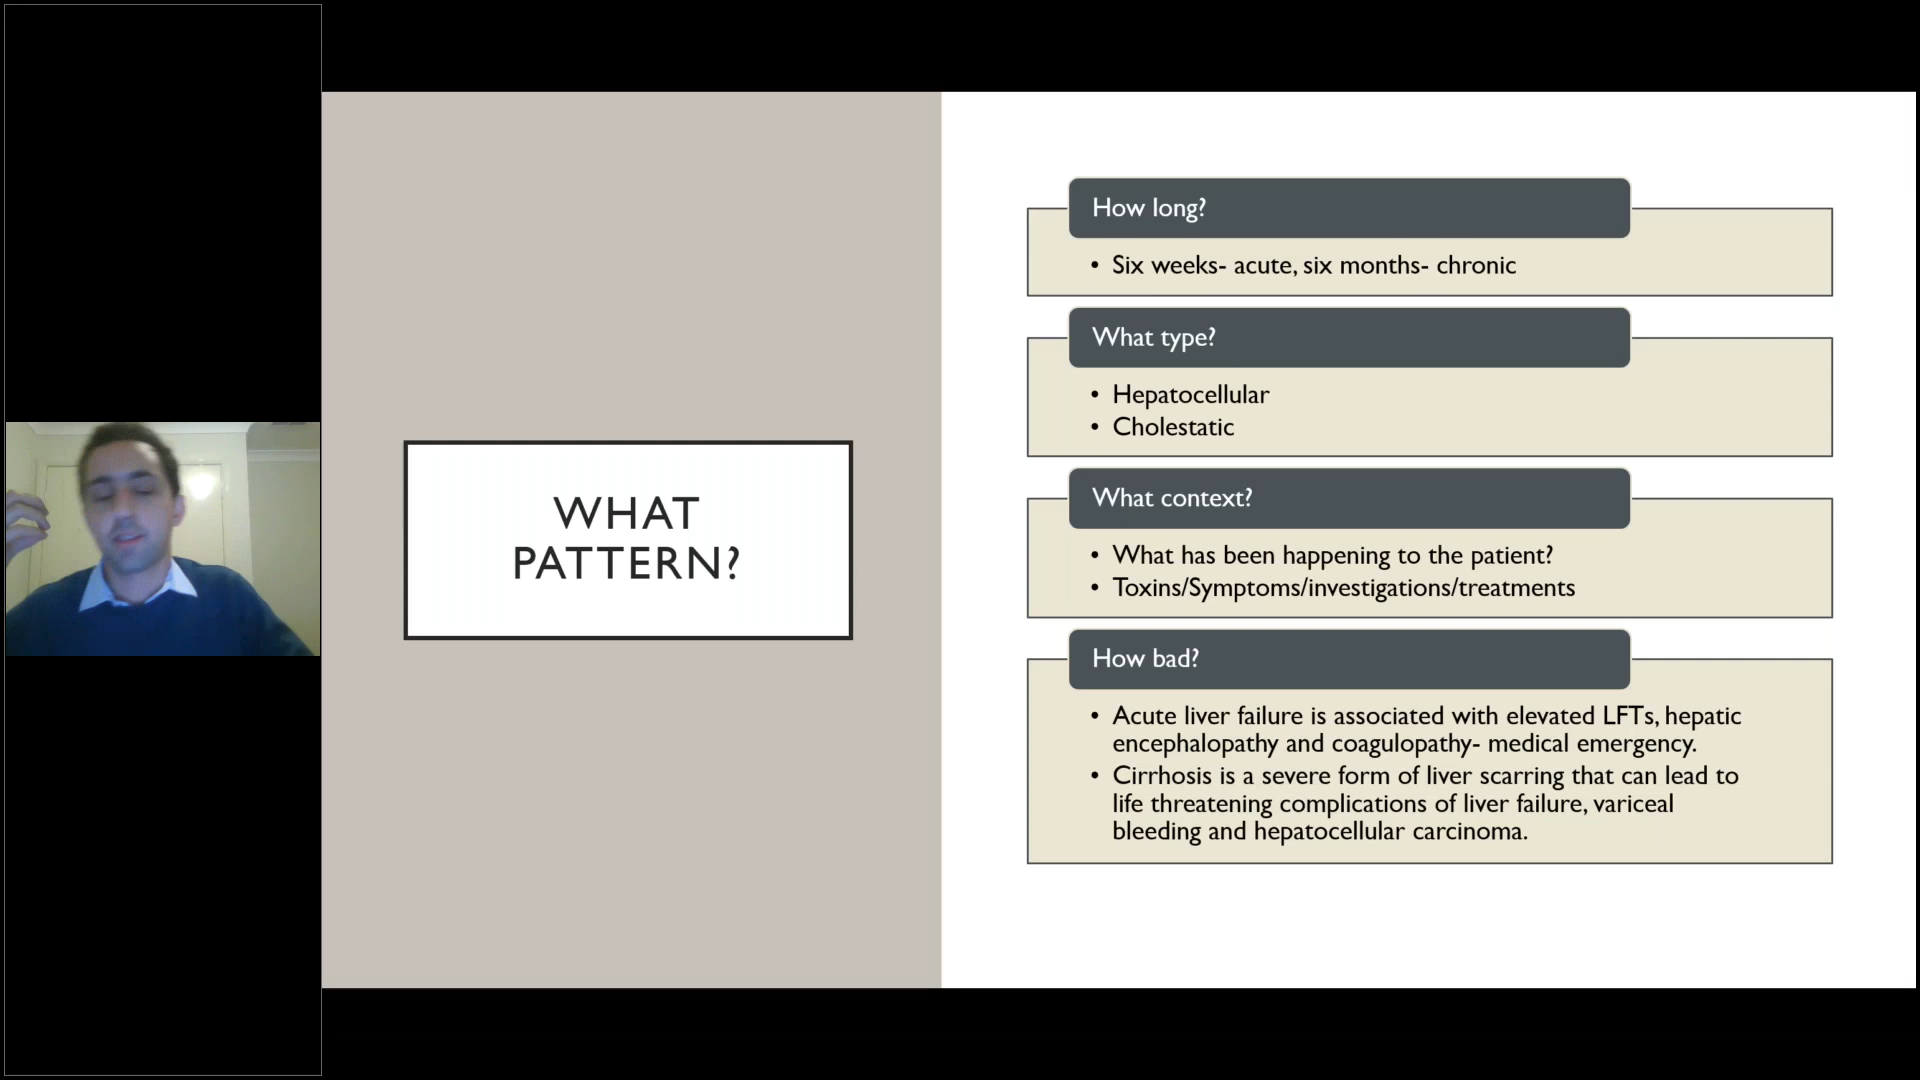 WHAT
PATTERN?
How long?
• Six weeks- acute, six months- chronic
What type?
• Hepatocellular
• Cholestatic
What context?
• What has been happening to the patient?
• Toxins/Symptoms/investigations/treatments
How bad?
• Acute liver failure is associated with elevated LFTs, hepatic
encephalopathy and coagulopathy- medical emergency.
• Cirrhosis is a severe form of liver scarring that can lead to
life threatening complications of liver failure, variceal
bleeding and hepatocellular carcinoma.